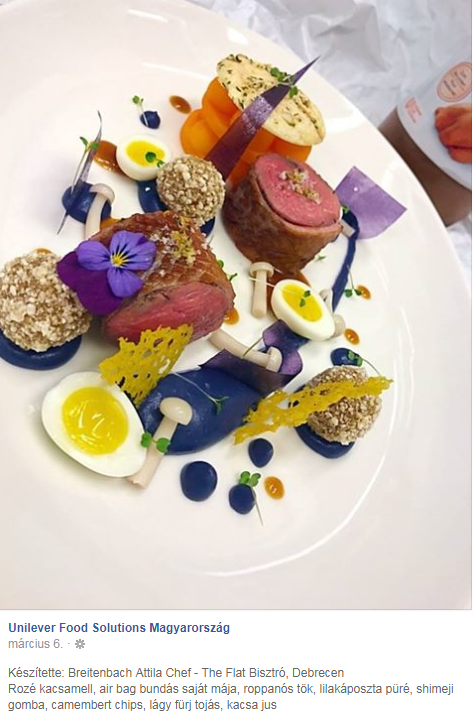 Unilever Food Solutions Magyarország
március 6. ·
Készítette: Breitenbach Attila Chef - The Flat Bisztró, Debrecen
Rozé kacsamell, air bag bundás saját mája, roppanós tök, lilakáposzta püré, shimeji
gomba, camembert chips, lágy fürj tojás, kacsa jus